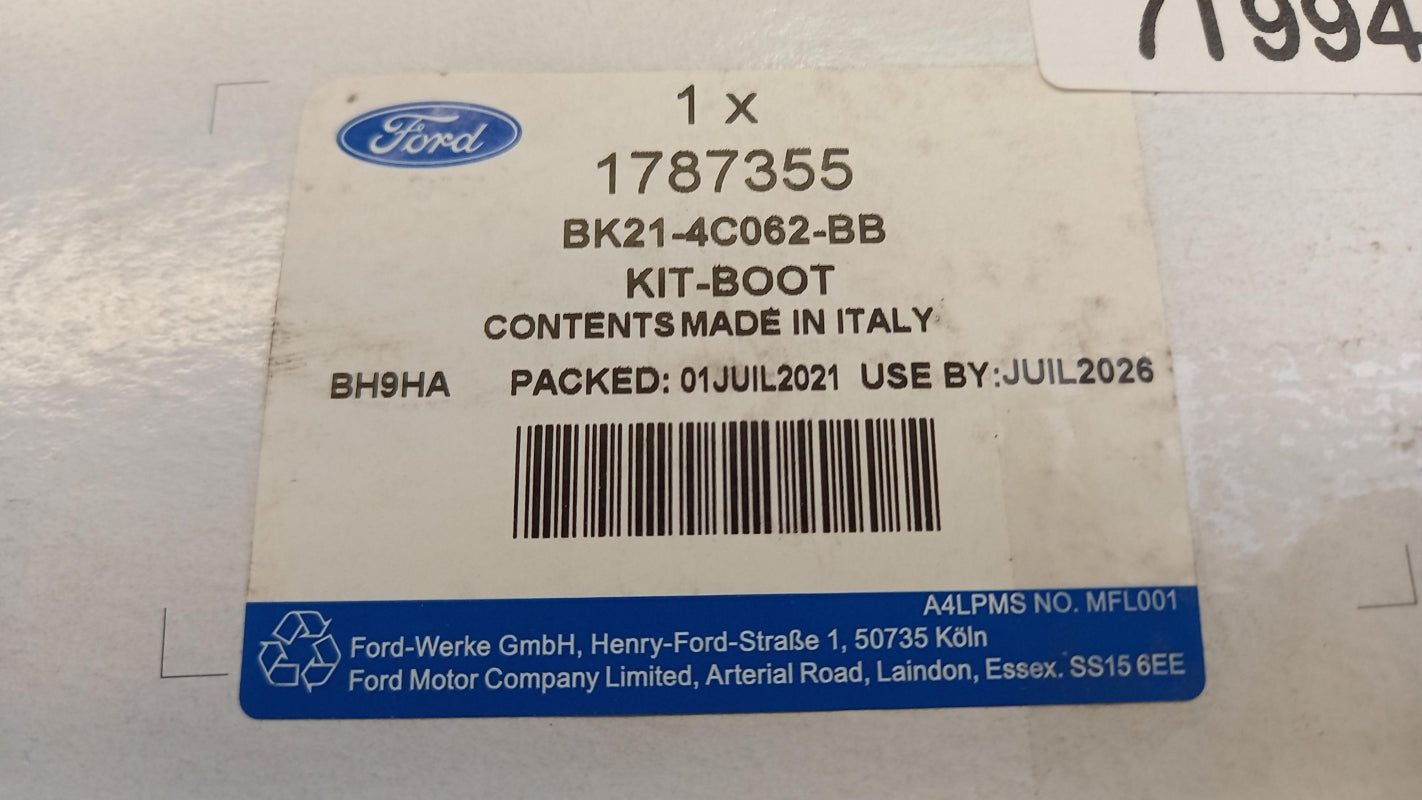 71994
Ford
1 x
1787355
BK21-4C062-BB
KIT-BOOT
CONTENTS MADE IN ITALY
BH9HA PACKED: 01JUIL2021 USE BY:JUIL2026
A4LPMS NO. MFL001
Ford-Werke GmbH, Henry-Ford-Straße 1, 50735 Köln
Ford Motor Company Limited, Arterial Road, Laindon, Essex. SS15 6EE